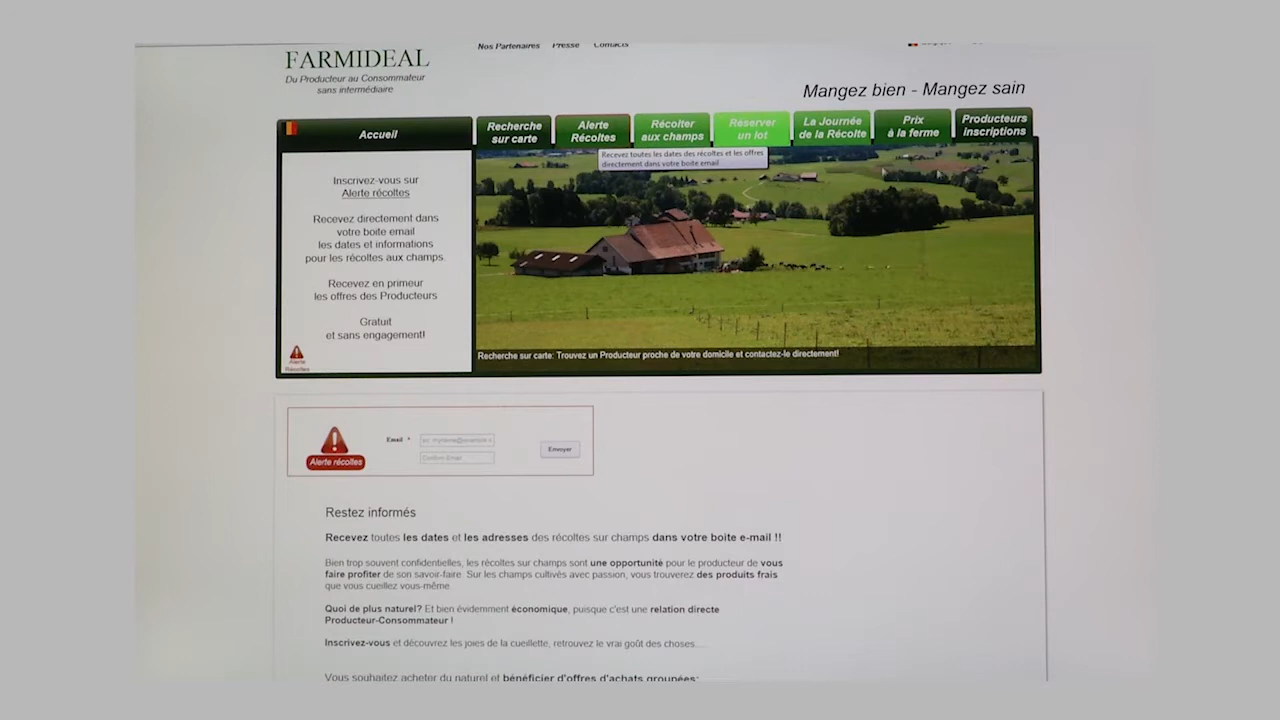 Nos Partenaires Presse Contacts
FARMIDEAL
Du Producteur au Consommateur
sans intermédiaire
Mangez bien - Mangez sain
Accueil
Recherche
sur carte
Alerte
Récoltes
Récolter
aux champs
Réserver
un lot
La Journée
de la Récolte
Prix
à la ferme
Producteurs
Inscriptions
Recevez toutes les dates des récoltes et les offres
directement dans votre boite email
Inscrivez-vous sur
Alerte récoltes
Recevez directement dans
votre boite email
les dates et informations
pour les récoltes aux champs.
Recevez en primeur
les offres des Producteurs
Gratuit
et sans engagement!
Alerte
Récoltes
Recherche sur carte: Trouvez un Producteur proche de votre domicile et contactez-le directement!
Alerte récoltes
Email *
Confirm Email
Envoyer
Restez informés
Recevez toutes les dates et les adresses des récoltes sur champs dans votre boite e-mail !!
Bien trop souvent confidentielles, les récoltes sur champs sont une opportunité pour le producteur de vous
faire profiter de son savoir-faire. Sur les champs cultivés avec passion, vous trouverez des produits frais
que vous cueillez vous-même
Quoi de plus naturel? Et bien évidemment économique, puisque c'est une relation directe
Producteur-Consommateur !
Inscrivez-vous et découvrez les joies de la cueillette, retrouvez le vrai goût des choses....
Vous souhaitez acheter du naturel et bénéficier d'offres d'achats groupées: